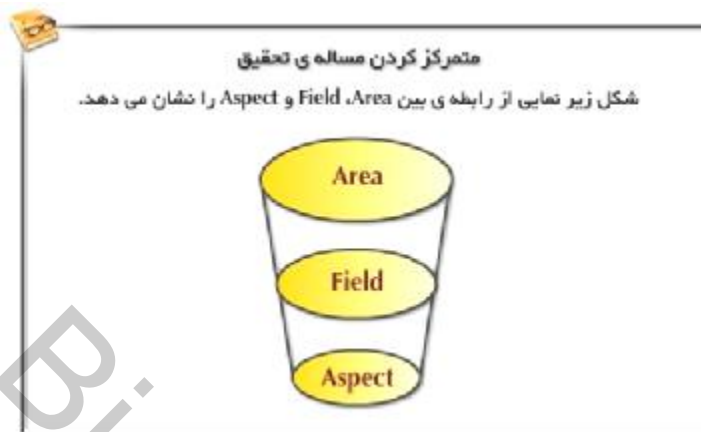 متمرکز کردن مساله ی تحقیق
شکل زیر نمایی از رابطه ی بین Field ،Area و Aspect را نشان می دهد.
Area
Field
Aspect